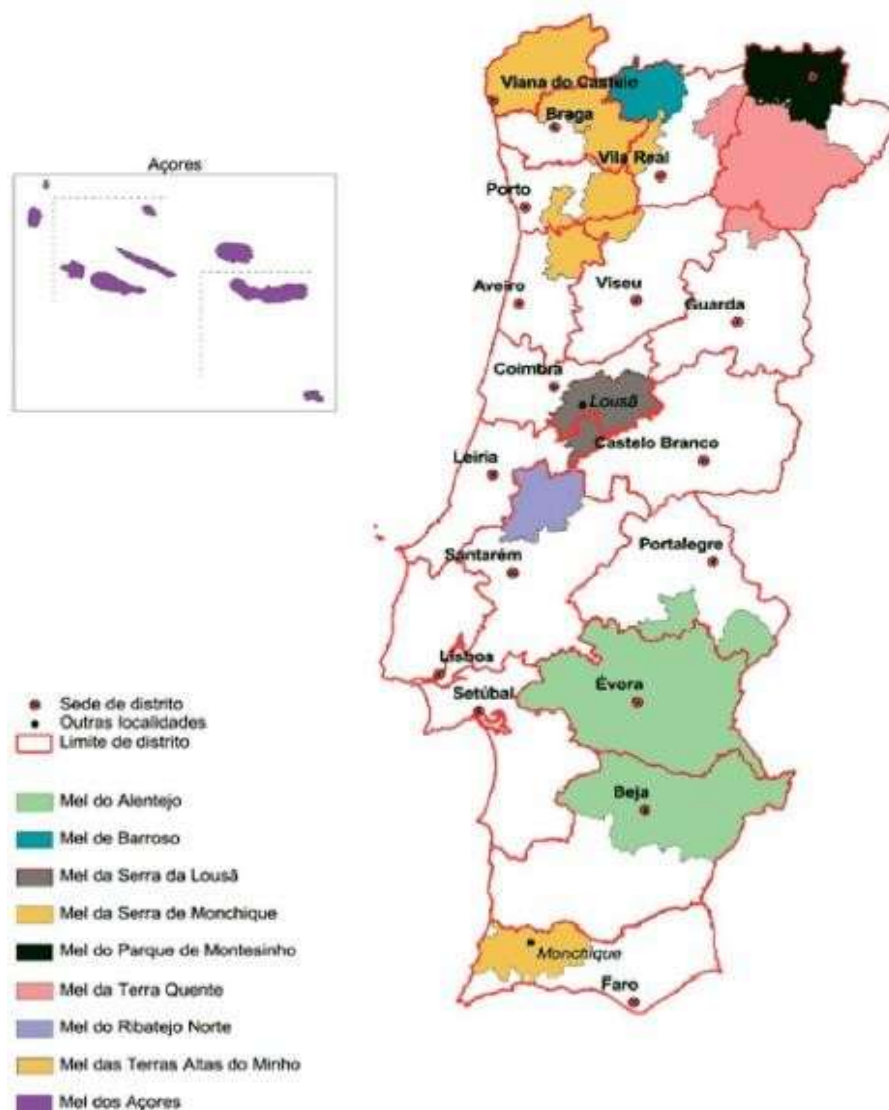 Açores
Viana do Castelo
Braga
Vila Real
Porto
Aveiro
Viseu
Guarda
Coimbra
Lousã
Castelo Branco
Leiria
Santarém
Portalegre
Lisboa
Setúbal
Évora
Beja
Monchique
Faro
Sede de distrito
Outras localidades
Limite de distrito
Mel do Alentejo
Mel de Barroso
Mel da Serra da Lousã
Mel da Serra de Monchique
Mel do Parque de Montesinho
Mel da Terra Quente
Mel do Ribatejo Norte
Mel das Terras Altas do Minho
Mel dos Açores